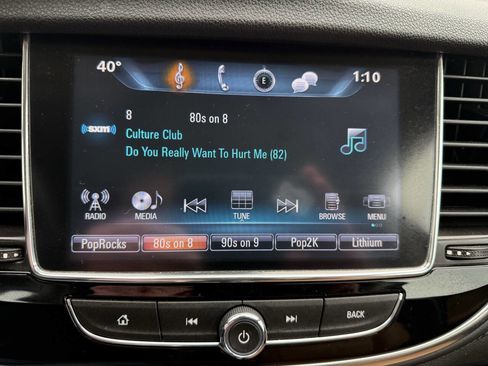 40° 1:10
E
8 80s on 8
sxm Culture Club
Do You Really Want To Hurt Me (82)
RADIO MEDIA TUNE BROWSE MENU
PopRocks 80s on 8 90s on 9 Pop2K Lithium
BACK